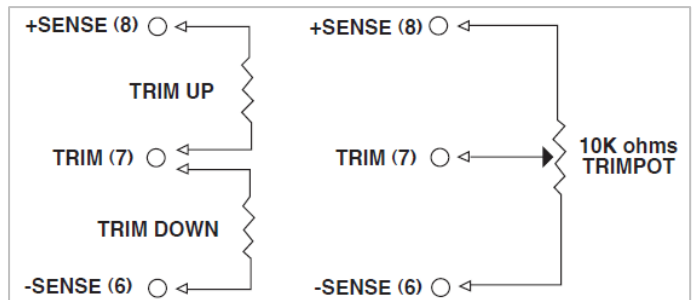 +SENSE (8)
TRIM UP
TRIM (7)
TRIM DOWN
-SENSE (6)
+SENSE (8)
TRIM (7)
10K ohms
TRIMPOT
-SENSE (6)